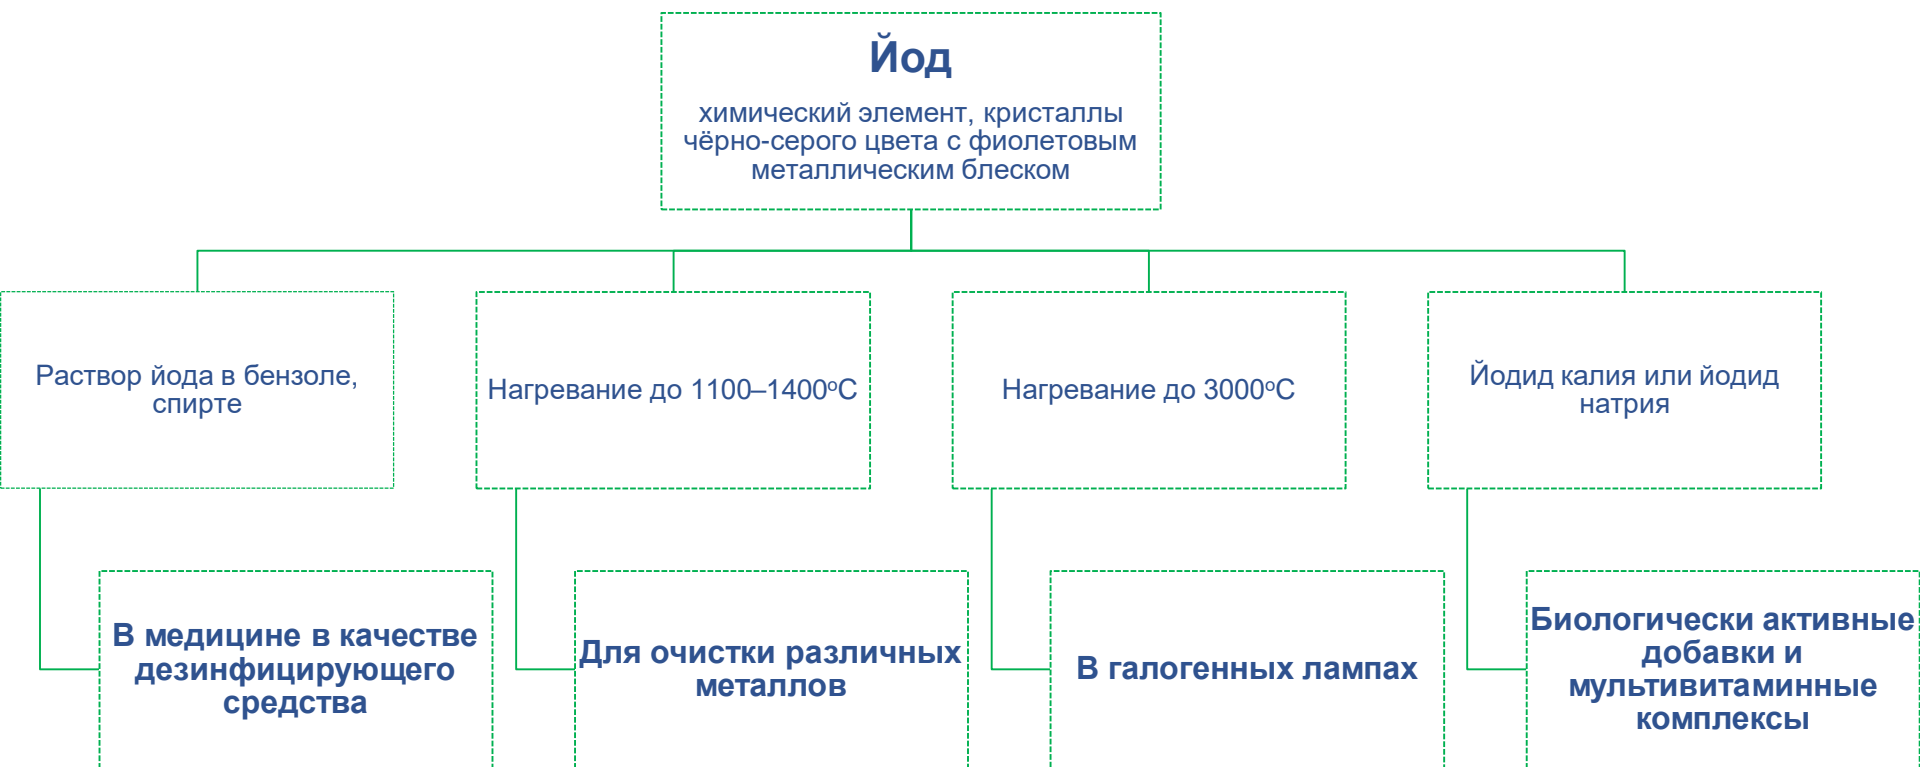 Йод
химический элемент, кристаллы
чёрно-серого цвета с фиолетовым
металлическим блеском
Раствор йода в бензоле,
спирте
Нагревание до 1100–1400ºС
Нагревание до 3000ºС
Йодид калия или йодид
натрия
В медицине в качестве
дезинфицирующего
средства
Для очистки различных
металлов
В галогенных лампах
Биологически активные
добавки и
мультивитаминные
комплексы